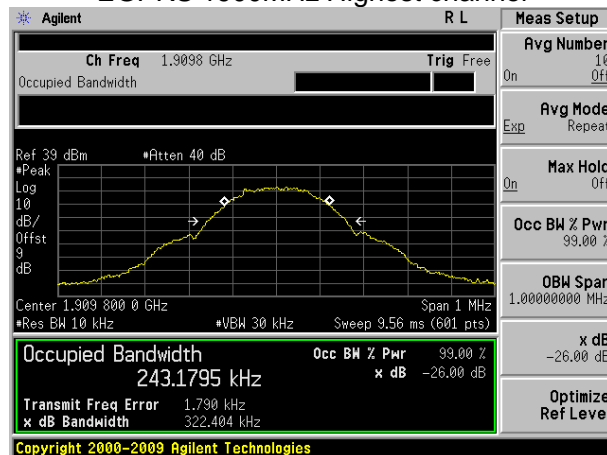 Agilent R L Meas Setup
Ch Freq 1.9098 GHz Trig Free
Occupied Bandwidth
Avg Number
10
On Off
Avg Mode
Exp Repeat
Max Hold
On Off
Occ BW % Pwr
99.00 %
OBW Span
1.00000000 MHz
x dB
-26.00 dB
Optimize
Ref Level
Ref 39 dBm #Atten 40 dB
#Peak
Log
10
dB/
Offst
9
dB
Center 1.909 800 0 GHz Span 1 MHz
#Res BW 10 kHz #VBW 30 kHz Sweep 9.56 ms (601 pts)
Occupied Bandwidth Occ BW % Pwr 99.00 %
243.1795 kHz x dB -26.00 dB
Transmit Freq Error 1.790 kHz
x dB Bandwidth 322.404 kHz
Copyright 2000-2009 Agilent Technologies